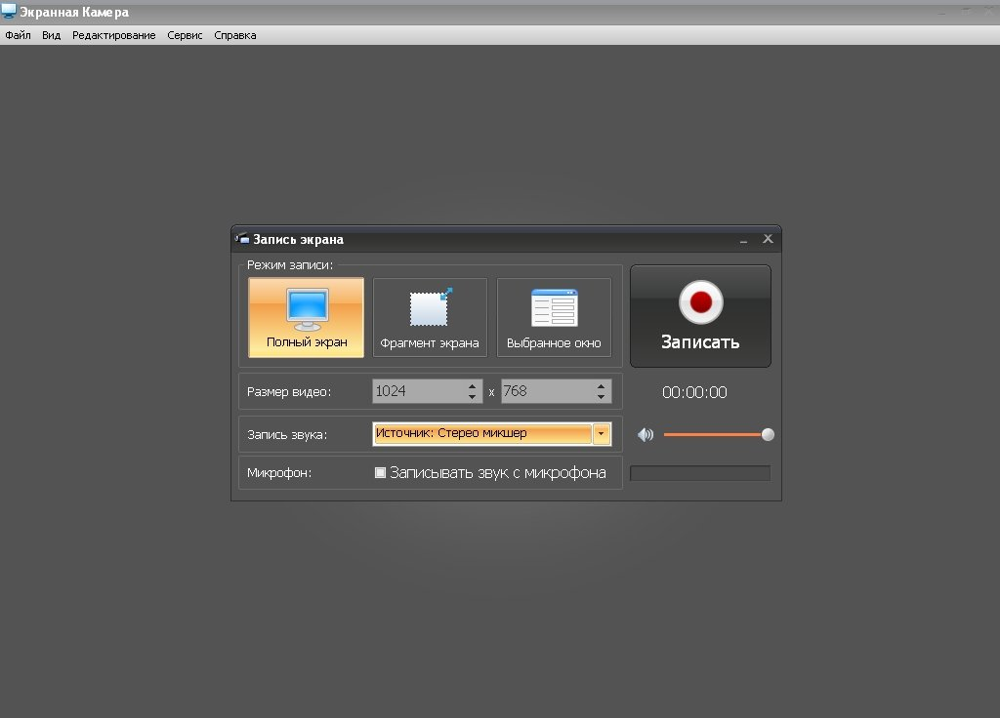 Экранная Камера
Файл Вид Редактирование Сервис Справка
Запись экрана
Режим записи:
Полный экран Фрагмент экрана Выбранное окно
Записать
Размер видео: 1024 x 768
00:00:00
Запись звука: Источник: Стерео микшер
Микрофон: Записывать звук с микрофона